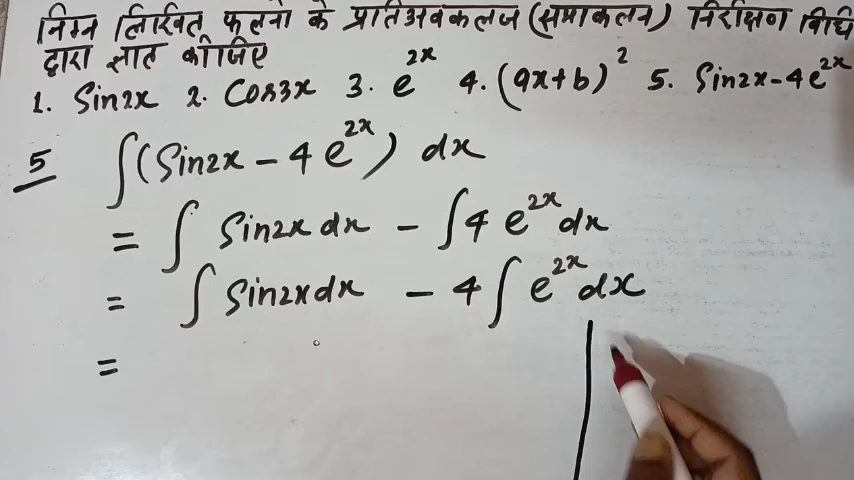 निम्न लिखित फलनों के प्रतिअवकलज (समाकलन) निरीक्षण विधि
द्वारा ज्ञात कीजिए
1. Sin2x 2. Cos3x 3. e^2x 4. (ax+b)^2 5. Sin2x-4e^2x
5 ∫(Sin2x - 4e^2x) dx
= ∫ Sin2x dx - ∫4 e^2x dx
= ∫ Sin2x dx - 4∫ e^2x dx
=